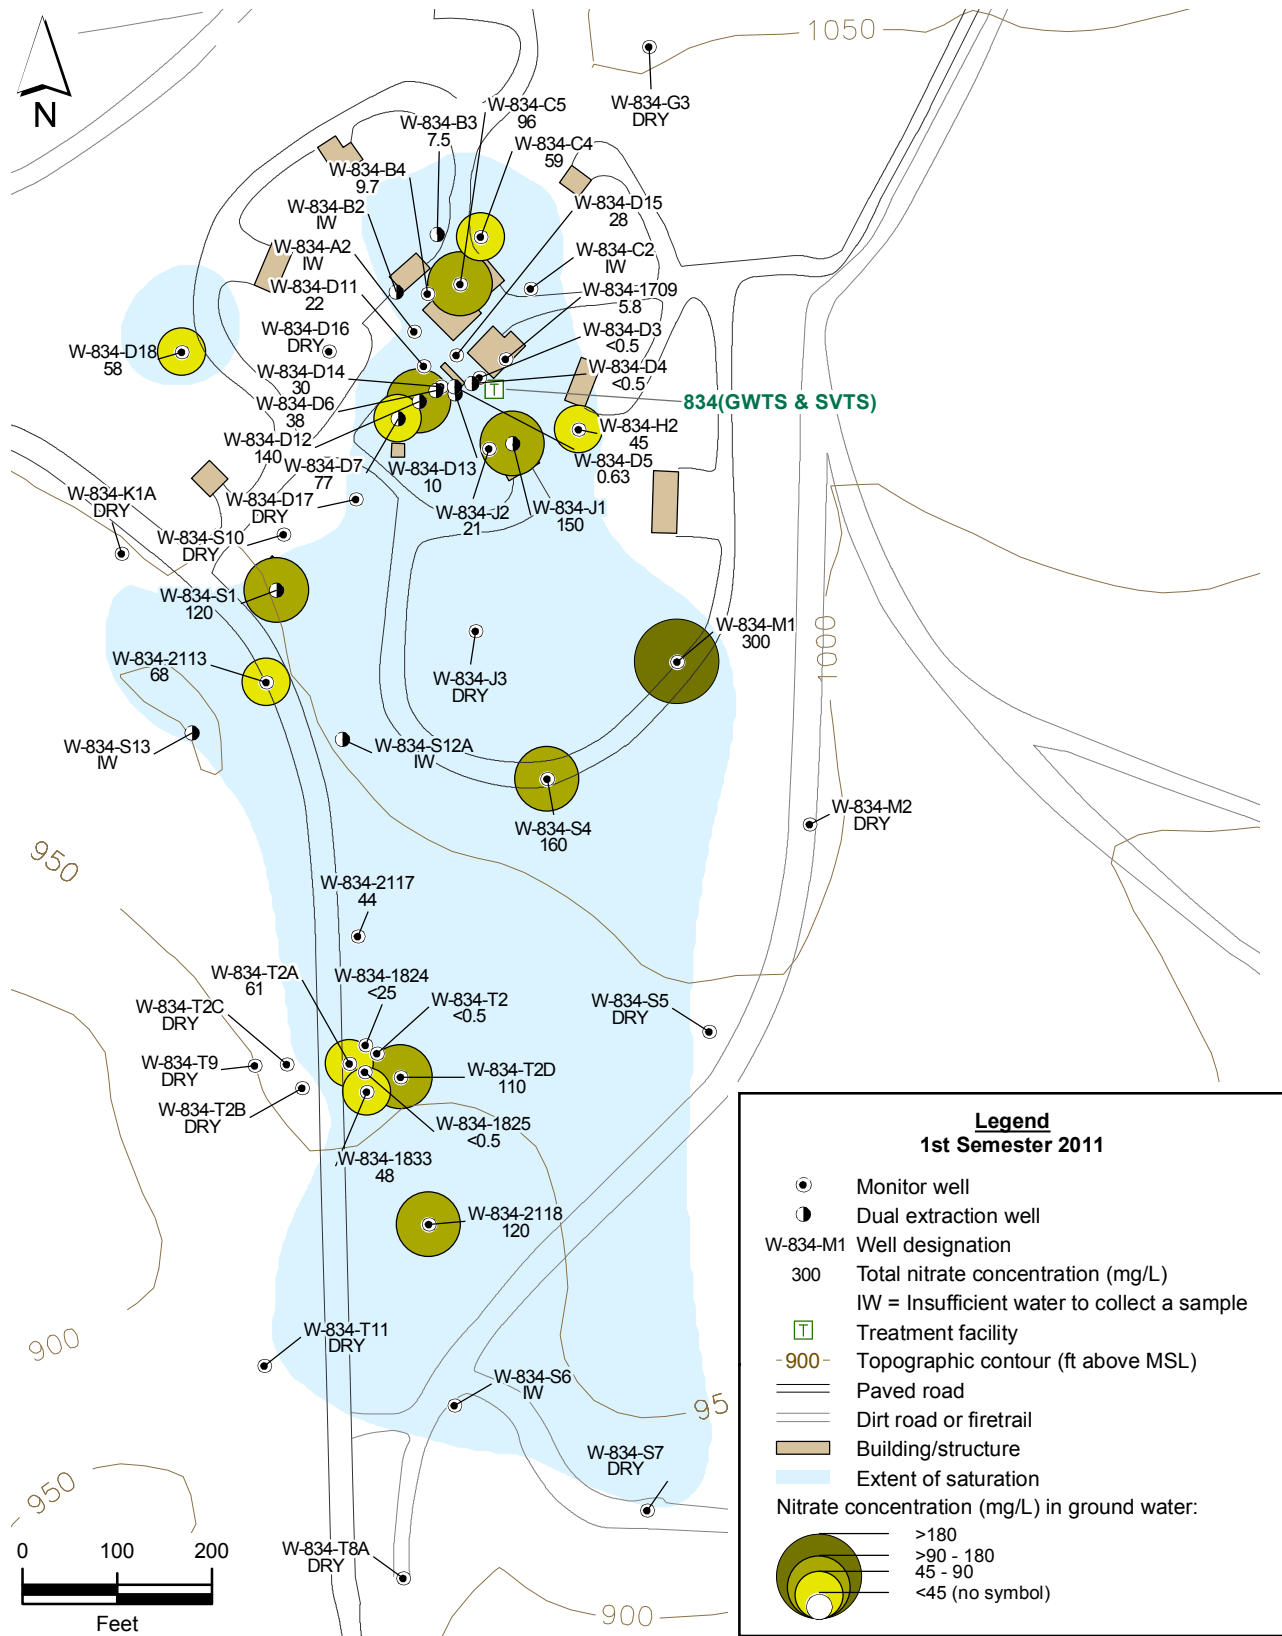 1050
N
W-834-G3
DRY
W-834-C5
96
W-834-B3
7.5
W-834-C4
59
W-834-B4
9.7
W-834-B2
IW
W-834-D15
28
W-834-A2
IW
W-834-C2
IW
W-834-D11
22
W-834-1709
5.8
W-834-D16
DRY
W-834-D3
<0.5
W-834-D18
58
W-834-D14
30
W-834-D4
<0.5
834(GWTS & SVTS)
T
W-834-D6
38
W-834-H2
45
W-834-D12
140
W-834-D7
77
W-834-D13
10
W-834-D5
0.63
W-834-K1A
DRY
W-834-D17
DRY
W-834-J2
21
W-834-J1
150
W-834-S10
DRY
W-834-S1
120
W-834-M1
300
1000
W-834-2113
68
W-834-J3
DRY
W-834-S13
IW
W-834-S12A
IW
W-834-M2
DRY
W-834-S4
160
950
W-834-2117
44
W-834-T2A
61
W-834-1824
<25
W-834-T2
<0.5
W-834-S5
DRY
W-834-T2C
DRY
W-834-T9
DRY
W-834-T2D
110
W-834-T2B
DRY
W-834-1825
<0.5
W-834-1833
48
W-834-2118
120
900
W-834-T11
DRY
W-834-S6
IW
95
W-834-S7
DRY
950
W-834-T8A
DRY
900
0 100 200
Feet
Legend
1st Semester 2011
Monitor well
Dual extraction well
W-834-M1 Well designation
300 Total nitrate concentration (mg/L)
IW = Insufficient water to collect a sample
T Treatment facility
900 Topographic contour (ft above MSL)
Paved road
Dirt road or firetrail
Building/structure
Extent of saturation
Nitrate concentration (mg/L) in ground water:
>180
>90 - 180
45 - 90
<45 (no symbol)